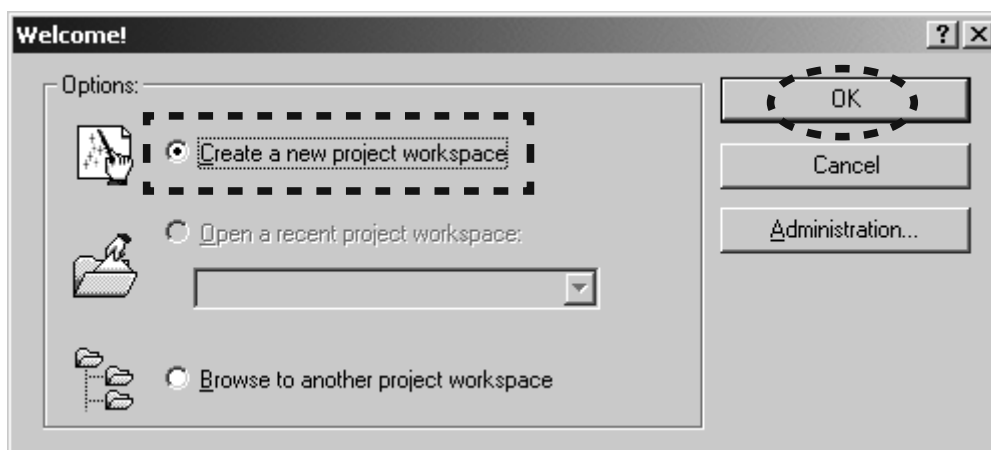 Welcome!
Options:
Create a new project workspace
Open a recent project workspace:
Browse to another project workspace
OK
Cancel
Administration...